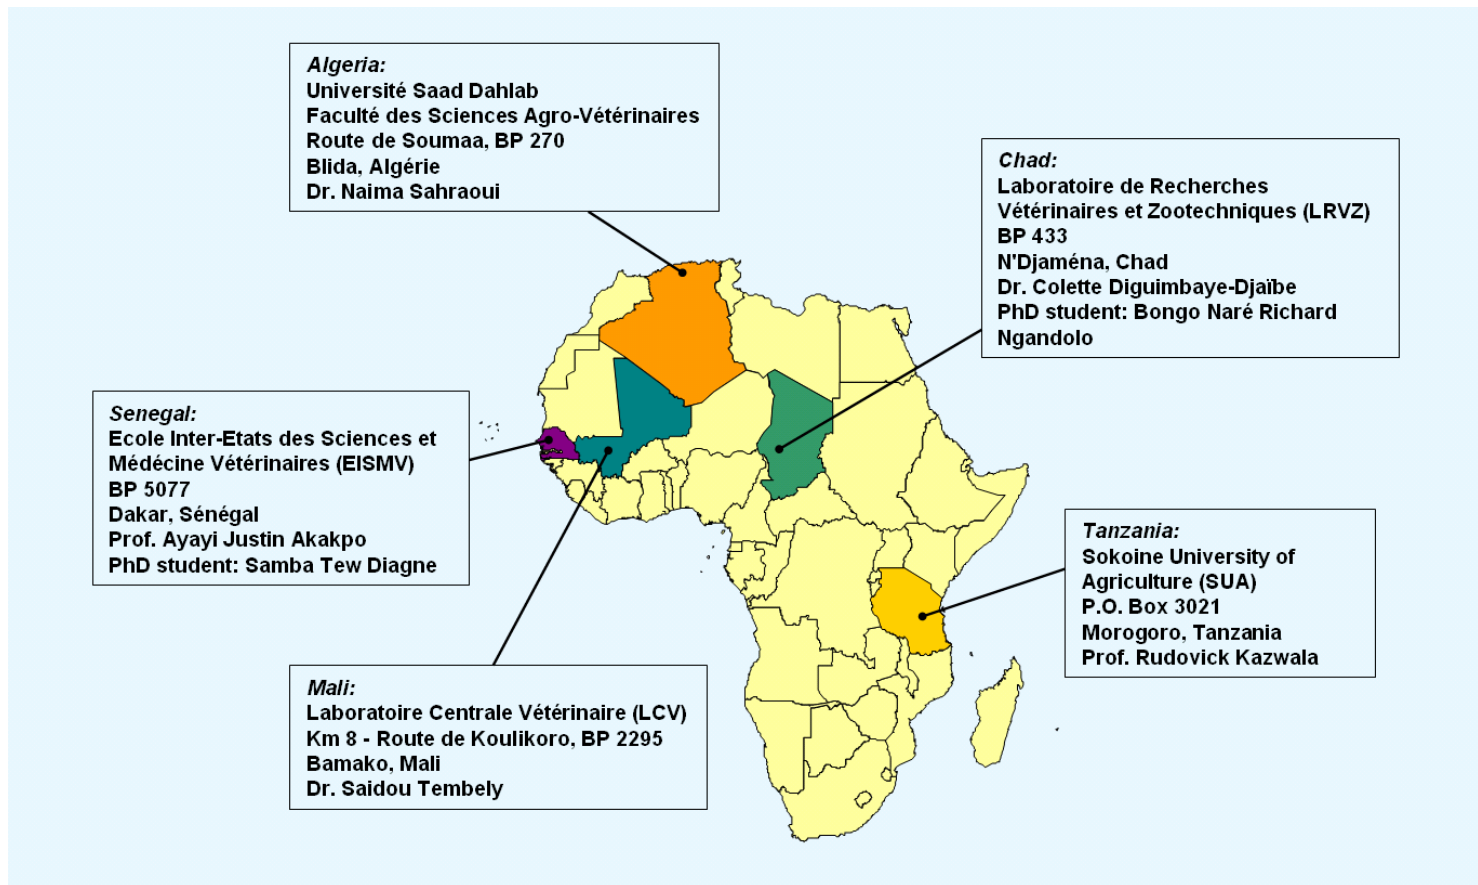 Algeria:
Université Saad Dahlab
Faculté des Sciences Agro-Vétérinaires
Route de Soumaa, BP 270
Blida, Algérie
Dr. Naima Sahraoui
Chad:
Laboratoire de Recherches
Vétérinaires et Zootechniques (LRVZ)
BP 433
N'Djaména, Chad
Dr. Colette Diguimbaye-Djaïbe
PhD student: Bongo Naré Richard
Ngandolo
Senegal:
Ecole Inter-Etats des Sciences et
Médécine Vétérinaires (EISMV)
BP 5077
Dakar, Sénégal
Prof. Ayayi Justin Akakpo
PhD student: Samba Tew Diagne
Tanzania:
Sokoine University of
Agriculture (SUA)
P.O. Box 3021
Morogoro, Tanzania
Prof. Rudovick Kazwala
Mali:
Laboratoire Centrale Vétérinaire (LCV)
Km 8 - Route de Koulikoro, BP 2295
Bamako, Mali
Dr. Saidou Tembely